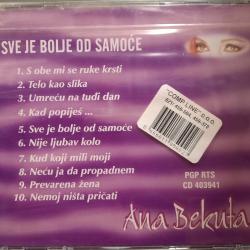 SVE JE BOLJE OD SAMOĆE
1. S obe mi se ruke krsti
2. Telo kao slika
3. Umreću na tuđi dan
4. Kad popiješ ...
5. Sve je bolje od samoće
6. Nije ljubav kolo
7. Kud koji mili moji
8. Neću ja da propadnem
9. Prevarena žena
10. Nemoj ništa pričati
"COMP LINE" d.o.o.
PGP RTS
CD 403941
Ana Bekuta